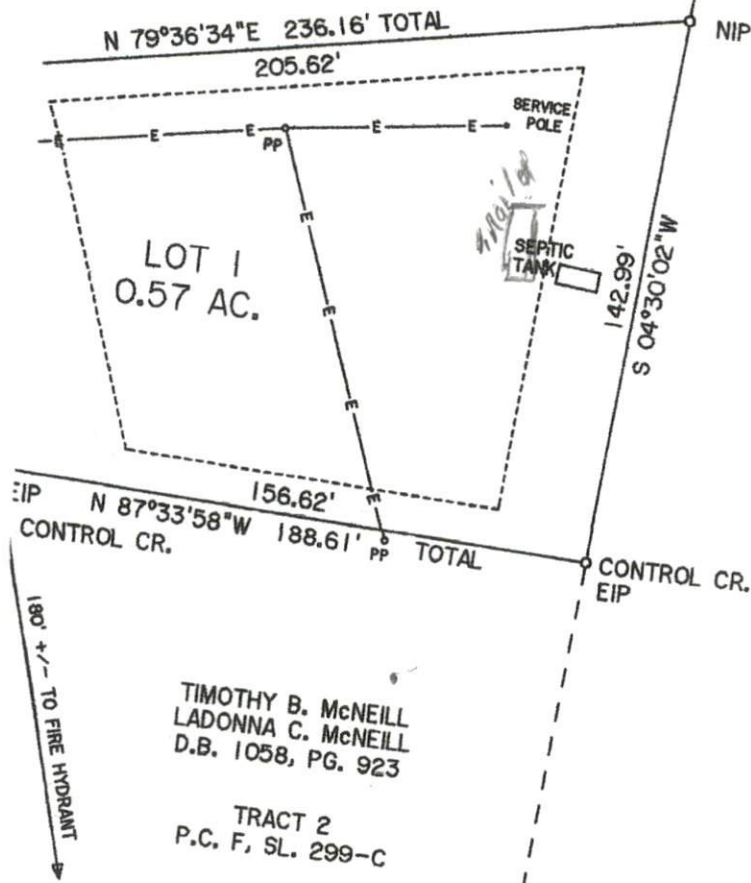 N 79°36'34"E 236.16' TOTAL
NIP
205.62'
SERVICE
POLE
E E E E E
PP
trailer
E
LOT 1
0.57 AC.
SEPTIC
TANK
142.99'
S 04°30'02"W
E
E
156.62'
E
EIP N 87°33'58"W 188.61' TOTAL
PP
CONTROL CR.
CONTROL CR.
EIP
180' +/- TO FIRE HYDRANT
TIMOTHY B. McNEILL
LADONNA C. McNEILL
D.B. 1058, PG. 923
TRACT 2
P.C. F, SL. 299-C